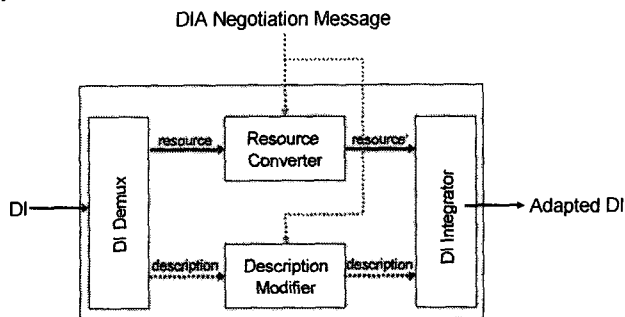 DIA Negotiation Message
resource
Resource
Converter
resource'
DI
DI Demux
DI Integrator
Adapted DI
description
Description
Modifier
description